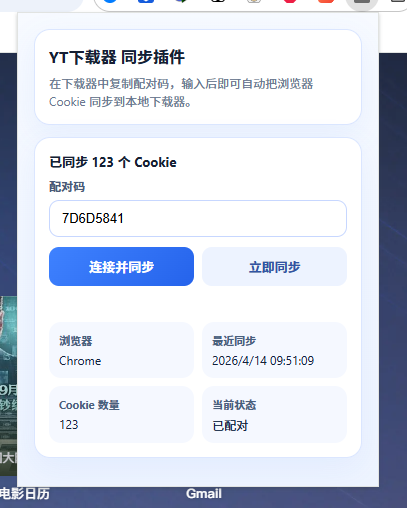 YT下载器 同步插件
在下载器中复制配对码，输入后即可自动把浏览器
Cookie 同步到本地下载器。
已同步 123 个 Cookie
配对码
7D6D5841
连接并同步
立即同步
浏览器
Chrome
最近同步
2026/4/14 09:51:09
Cookie 数量
123
当前状态
已配对
9月
电影日历
Gmail